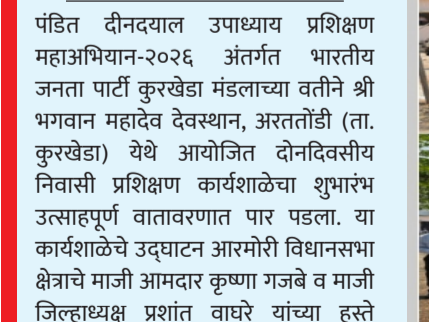 पंडित दीनदयाल उपाध्याय प्रशिक्षण
महाअभियान-२०२६ अंतर्गत भारतीय
जनता पार्टी कुरखेडा मंडलाच्या वतीने श्री
भगवान महादेव देवस्थान, अरततोंडी (ता.
कुरखेडा) येथे आयोजित दोनदिवसीय
निवासी प्रशिक्षण कार्यशाळेचा शुभारंभ
उत्साहपूर्ण वातावरणात पार पडला. या
कार्यशाळेचे उद्घाटन आरमोरी विधानसभा
क्षेत्राचे माजी आमदार कृष्णा गजबे व माजी
जिल्हाध्यक्ष प्रशांत वाघरे यांच्या हस्ते